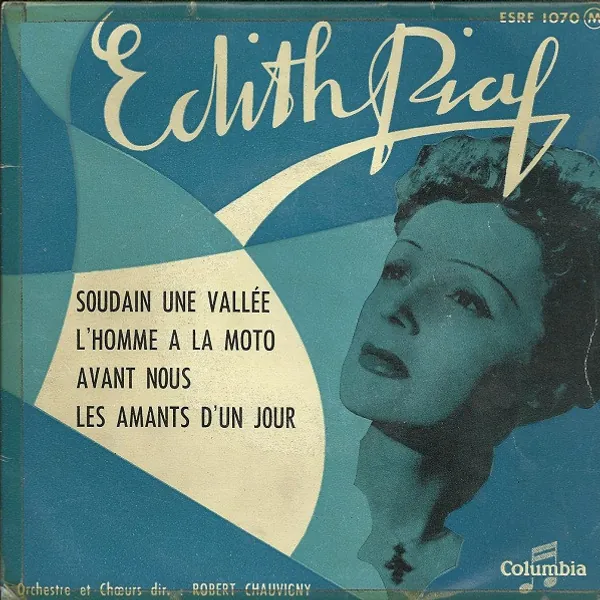 ESRF 1070 M
Edith Piaf
SOUDAIN UNE VALLÉE
L'HOMME A LA MOTO
AVANT NOUS
LES AMANTS D'UN JOUR
Columbia
Orchestre et Chœurs dir. : ROBERT CHAUVIGNY